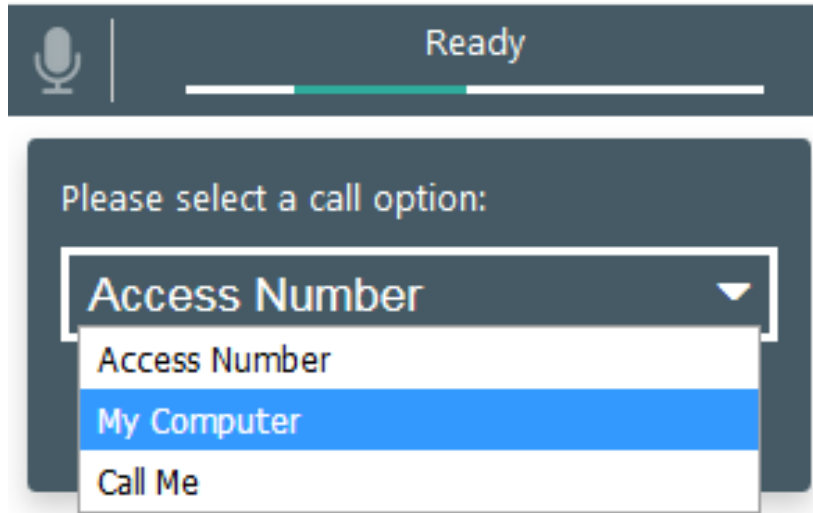 Ready
Please select a call option:
Access Number
Access Number
My Computer
Call Me